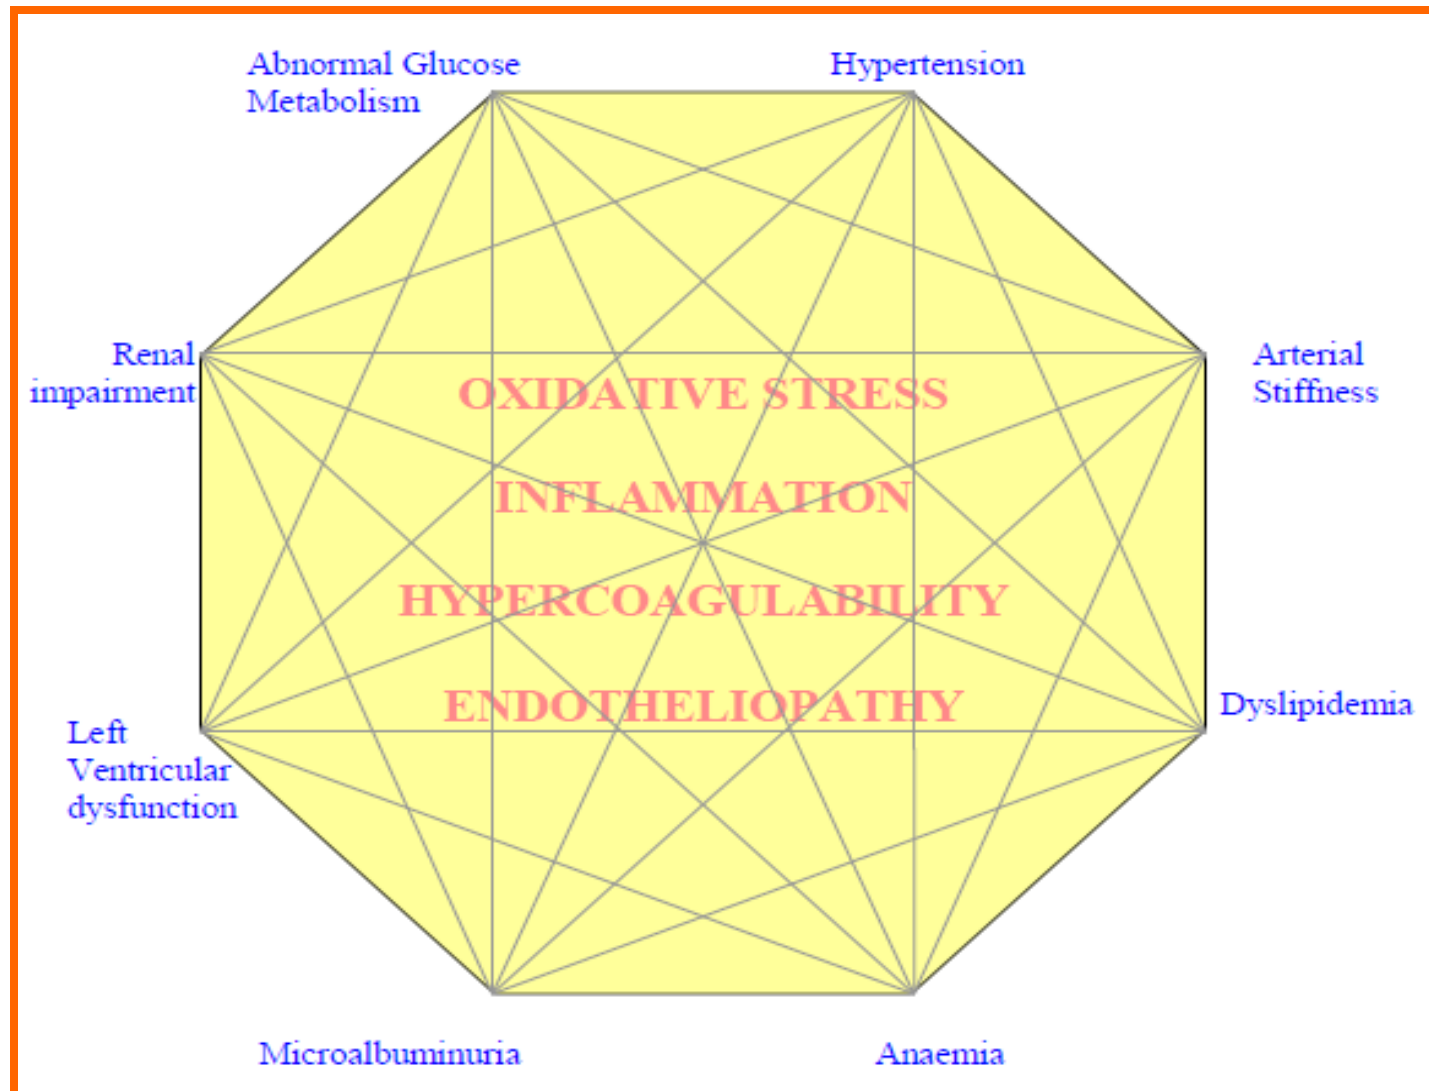 Abnormal Glucose
Metabolism
Hypertension
Renal
impairment
Arterial
Stiffness
OXIDATIVE STRESS
INFLAMMATION
HYPERCOAGULABILITY
ENDOTHELIOPATHY
Dyslipidemia
Left
Ventricular
dysfunction
Microalbuminuria
Anaemia